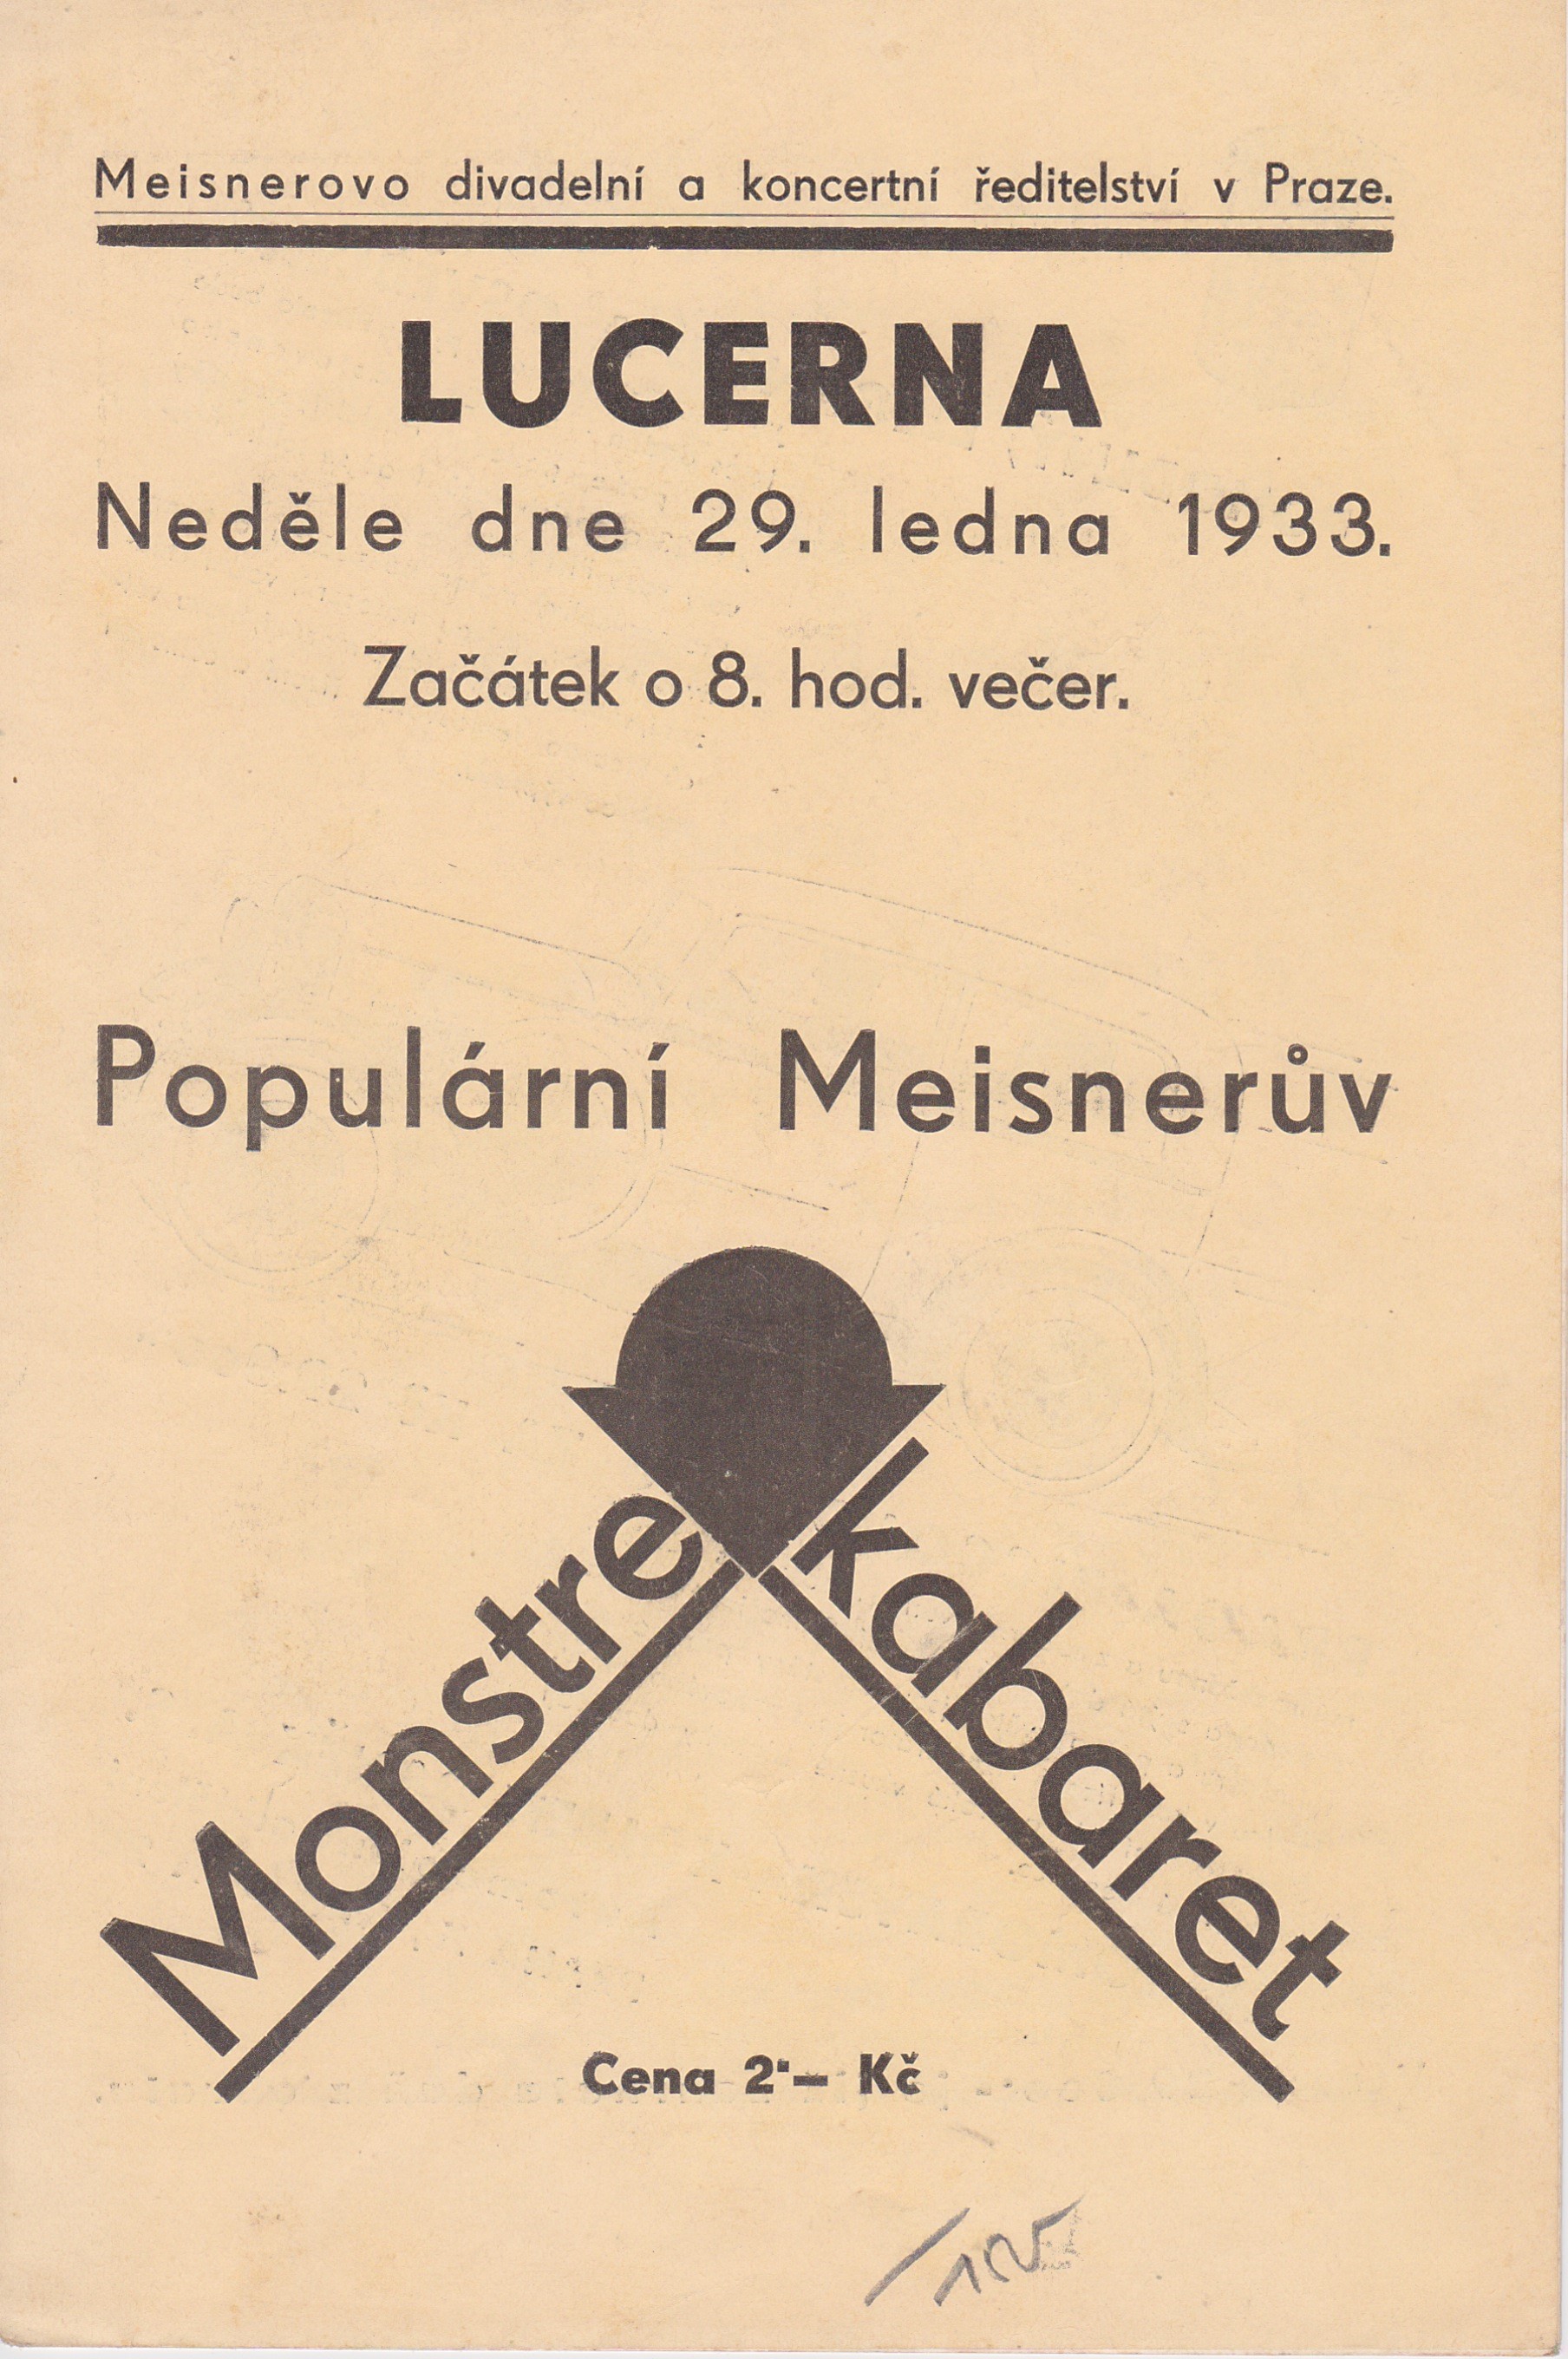 Meisnerovo divadelní a koncertní ředitelství v Praze.
LUCERNA
Neděle dne 29. ledna 1933.
Začátek o 8. hod. večer.
Populární Meisnerův
Monstre
kabaret
Cena 2·— Kč